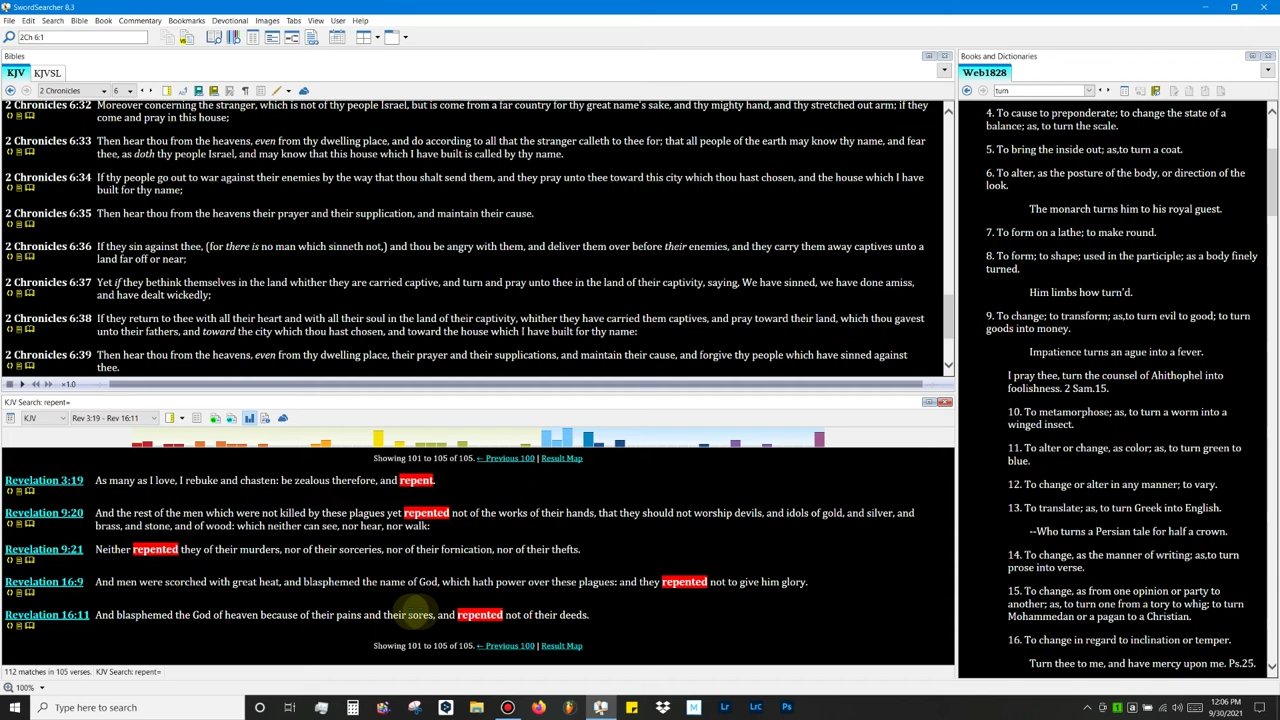 SwordSearcher 8.3
File Edit Search Bible Book Commentary Bookmarks Devotional Images Tabs View User Help
2Ch 6:1
Bibles
KJV KJVSL
2 Chronicles 6
2 Chronicles 6:32 Moreover concerning the stranger, which is not of thy people Israel, but is come from a far country for thy great name's sake, and thy mighty hand, and thy stretched out arm; if they
come and pray in this house;
2 Chronicles 6:33 Then hear thou from the heavens, even from thy dwelling place, and do according to all that the stranger calleth to thee for; that all people of the earth may know thy name, and fear
thee, as doth thy people Israel, and may know that this house which I have built is called by thy name.
2 Chronicles 6:34 If thy people go out to war against their enemies by the way that thou shalt send them, and they pray unto thee toward this city which thou hast chosen, and the house which I have
built for thy name;
2 Chronicles 6:35 Then hear thou from the heavens their prayer and their supplication, and maintain their cause.
2 Chronicles 6:36 If they sin against thee, (for there is no man which sinneth not,) and thou be angry with them, and deliver them over before their enemies, and they carry them away captives unto a
land far off or near;
2 Chronicles 6:37 Yet if they bethink themselves in the land whither they are carried captive, and turn and pray unto thee in the land of their captivity, saying, We have sinned, we have done amiss,
and have dealt wickedly;
2 Chronicles 6:38 If they return to thee with all their heart and with all their soul in the land of their captivity, whither they have carried them captives, and pray toward their land, which thou gavest
unto their fathers, and toward the city which thou hast chosen, and toward the house which I have built for thy name:
2 Chronicles 6:39 Then hear thou from the heavens, even from thy dwelling place, their prayer and their supplications, and maintain their cause, and forgive thy people which have sinned against
thee.
×1.0
KJV Search: repent=
KJV Rev 3:19 - Rev 16:11
Showing 101 to 105 of 105. ← Previous 100 | Result Map
Revelation 3:19 As many as I love, I rebuke and chasten: be zealous therefore, and repent.
Revelation 9:20 And the rest of the men which were not killed by these plagues yet repented not of the works of their hands, that they should not worship devils, and idols of gold, and silver, and
brass, and stone, and of wood: which neither can see, nor hear, nor walk:
Revelation 9:21 Neither repented they of their murders, nor of their sorceries, nor of their fornication, nor of their thefts.
Revelation 16:9 And men were scorched with great heat, and blasphemed the name of God, which hath power over these plagues: and they repented not to give him glory.
Revelation 16:11 And blasphemed the God of heaven because of their pains and their sores, and repented not of their deeds.
Showing 101 to 105 of 105. ← Previous 100 | Result Map
112 matches in 105 verses. KJV Search: repent=
100%
Books and Dictionaries
Web1828
turn
4. To cause to preponderate; to change the state of a
balance; as, to turn the scale.
5. To bring the inside out; as,to turn a coat.
6. To alter, as the posture of the body, or direction of the
look.
The monarch turns him to his royal guest.
7. To form on a lathe; to make round.
8. To form; to shape; used in the participle; as a body finely
turned.
Him limbs how turn'd.
9. To change; to transform; as,to turn evil to good; to turn
goods into money.
Impatience turns an ague into a fever.
I pray thee, turn the counsel of Ahithophel into
foolishness. 2 Sam.15.
10. To metamorphose; as, to turn a worm into a
winged insect.
11. To alter or change, as color; as, to turn green to
blue.
12. To change or alter in any manner; to vary.
13. To translate; as, to turn Greek into English.
--Who turns a Persian tale for half a crown.
14. To change, as the manner of writing; as,to turn
prose into verse.
15. To change, as from one opinion or party to
another; as, to turn one from a tory to whig; to turn
Mohammedan or a pagan to a Christian.
16. To change in regard to inclination or temper.
Turn thee to me, and have mercy upon me. Ps.25.
Type here to search
M Lr Lrc Ps
12:06 PM
9/30/2021